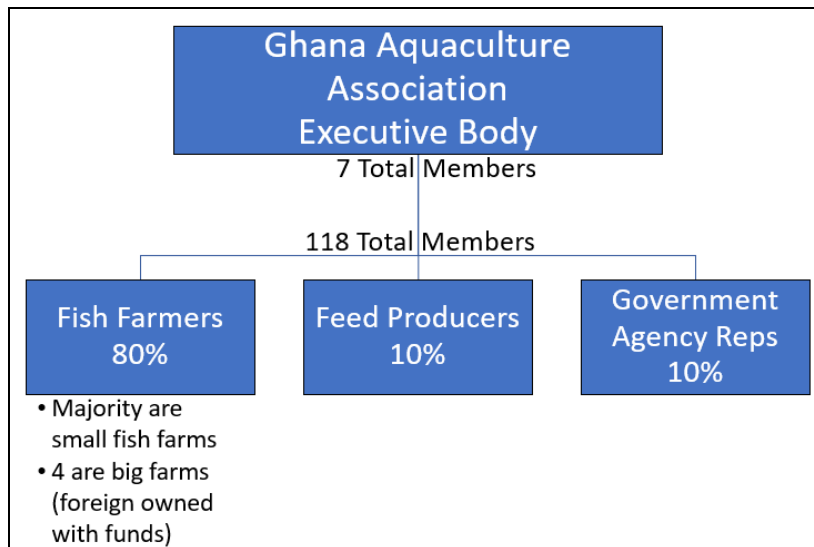 Ghana Aquaculture
Association
Executive Body
7 Total Members
118 Total Members
Fish Farmers
80%
Feed Producers
10%
Government
Agency Reps
10%
• Majority are
small fish farms
• 4 are big farms
(foreign owned
with funds)